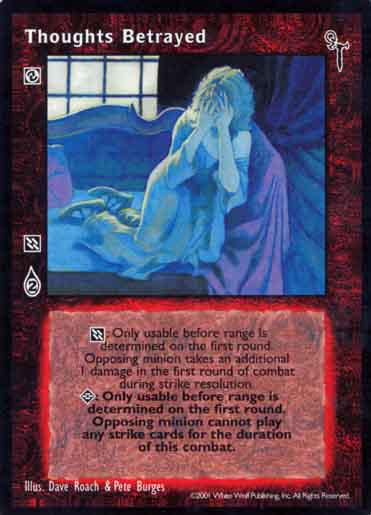 Thoughts Betrayed
2
: Only usable before range is
determined on the first round.
Opposing minion takes an additional
1 damage in the first round of combat
during strike resolution.
: Only usable before range is
determined on the first round.
Opposing minion cannot play
any strike cards for the duration
of this combat.
Illus. Dave Roach & Pete Burges
©2001 White Wolf Publishing, Inc. All Rights Reserved.